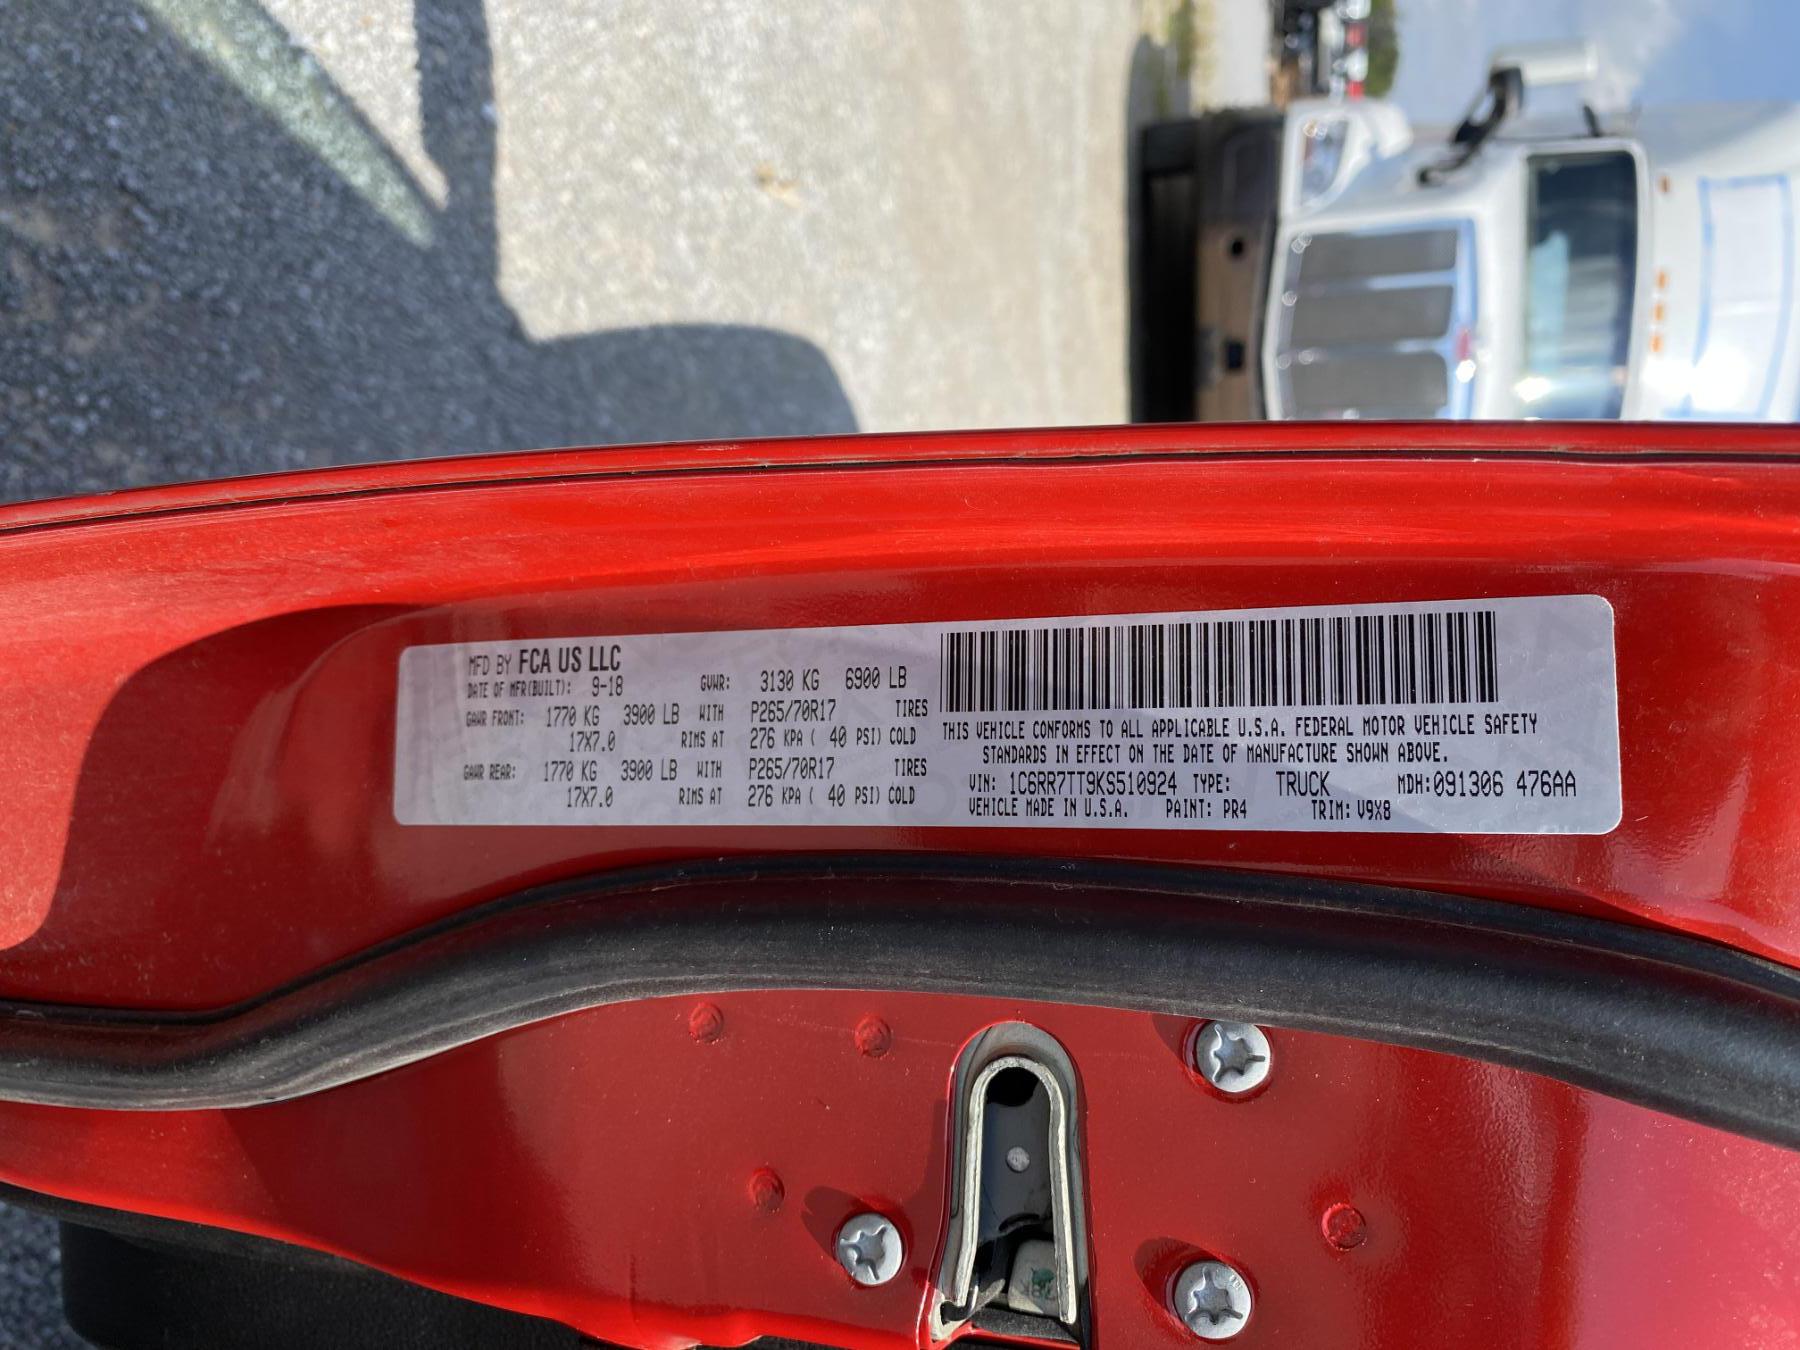 MFD BY FCA US LLC
DATE OF MFR(BUILT): 9-18 GVWR: 3130 KG 6900 LB
GAWR FRONT: 1770 KG 3900 LB WITH P265/70R17 TIRES
17X7.0 RIMS AT 276 KPA ( 40 PSI) COLD
GAWR REAR: 1770 KG 3900 LB WITH P265/70R17 TIRES
17X7.0 RIMS AT 276 KPA ( 40 PSI) COLD
THIS VEHICLE CONFORMS TO ALL APPLICABLE U.S.A. FEDERAL MOTOR VEHICLE SAFETY
STANDARDS IN EFFECT ON THE DATE OF MANUFACTURE SHOWN ABOVE.
VIN: 1C6RR7TT9KS510924 TYPE: TRUCK MDH:091306 476AA
VEHICLE MADE IN U.S.A. PAINT: PR4 TRIM: V9X8